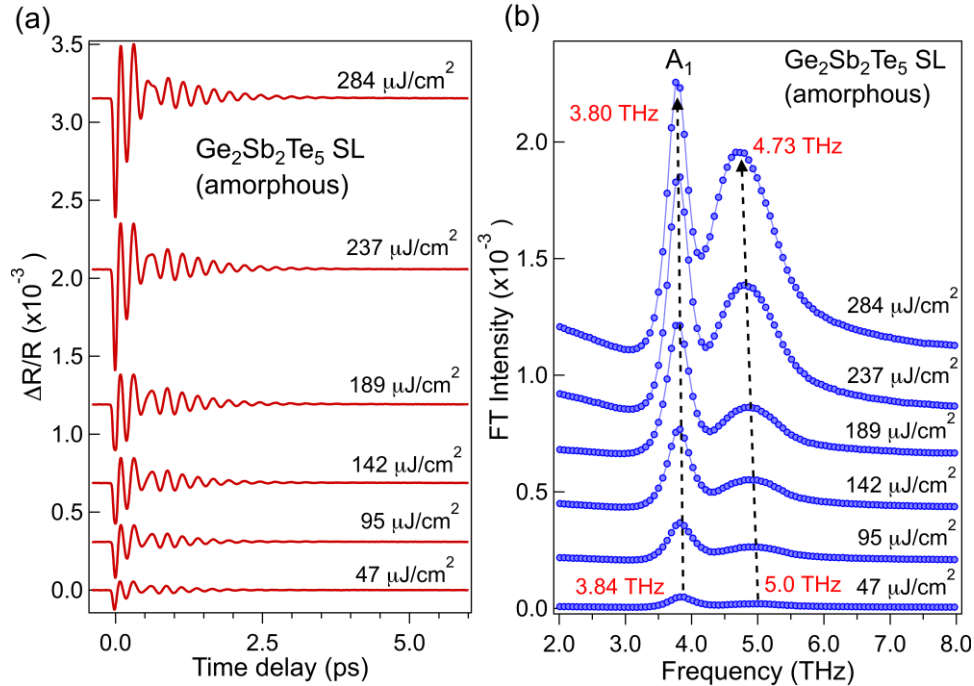 (a)
3.5
3.0
2.5
2.0
1.5
1.0
0.5
0.0
ΔR/R (x10⁻³)
284 μJ/cm²
Ge₂Sb₂Te₅ SL
(amorphous)
237 μJ/cm²
189 μJ/cm²
142 μJ/cm²
95 μJ/cm²
47 μJ/cm²
0.0 2.5 5.0
Time delay (ps)
(b)
2.0
1.5
1.0
0.5
0.0
FT Intensity (x10⁻³)
A₁
Ge₂Sb₂Te₅ SL
(amorphous)
3.80 THz
4.73 THz
284 μJ/cm²
237 μJ/cm²
189 μJ/cm²
142 μJ/cm²
95 μJ/cm²
3.84 THz
5.0 THz
47 μJ/cm²
2.0 3.0 4.0 5.0 6.0 7.0 8.0
Frequency (THz)